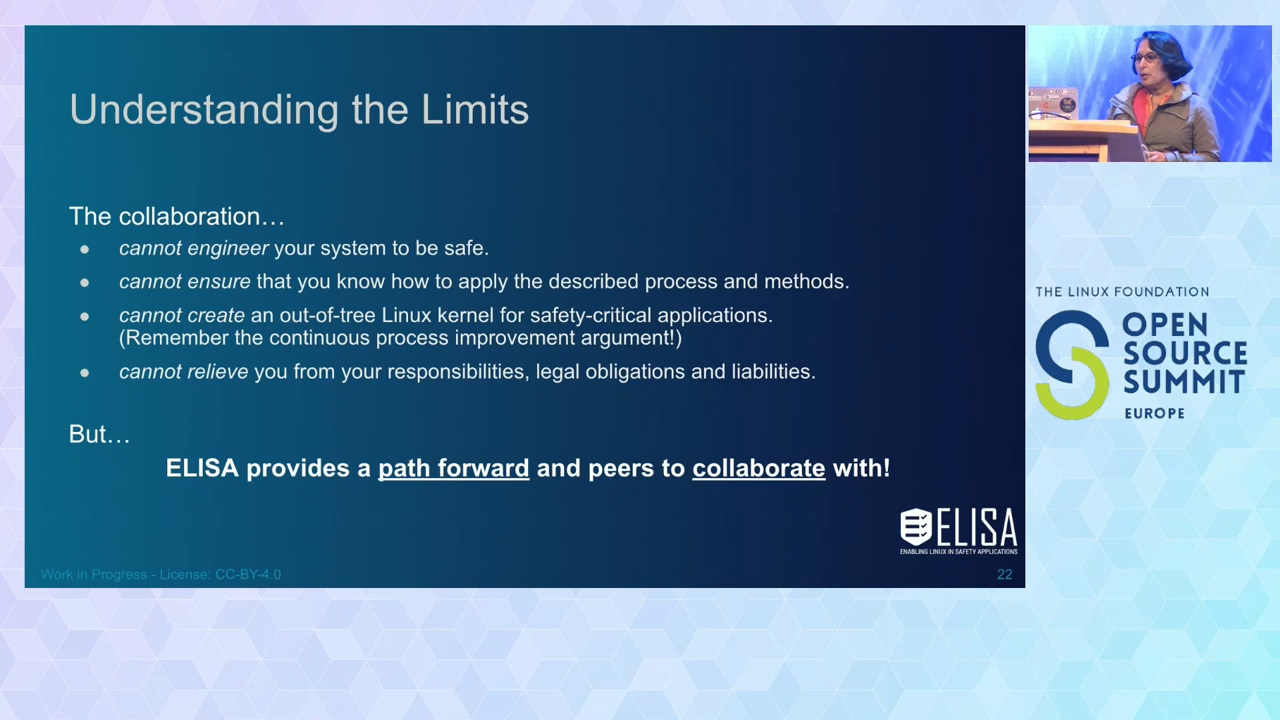 Understanding the Limits
The collaboration…
● cannot engineer your system to be safe.
● cannot ensure that you know how to apply the described process and methods.
● cannot create an out-of-tree Linux kernel for safety-critical applications.
(Remember the continuous process improvement argument!)
● cannot relieve you from your responsibilities, legal obligations and liabilities.
But…
ELISA provides a path forward and peers to collaborate with!
ELISA
ENABLING LINUX IN SAFETY APPLICATIONS
Work in Progress - License: CC-BY-4.0
22
THE LINUX FOUNDATION
OPEN
SOURCE
SUMMIT
EUROPE